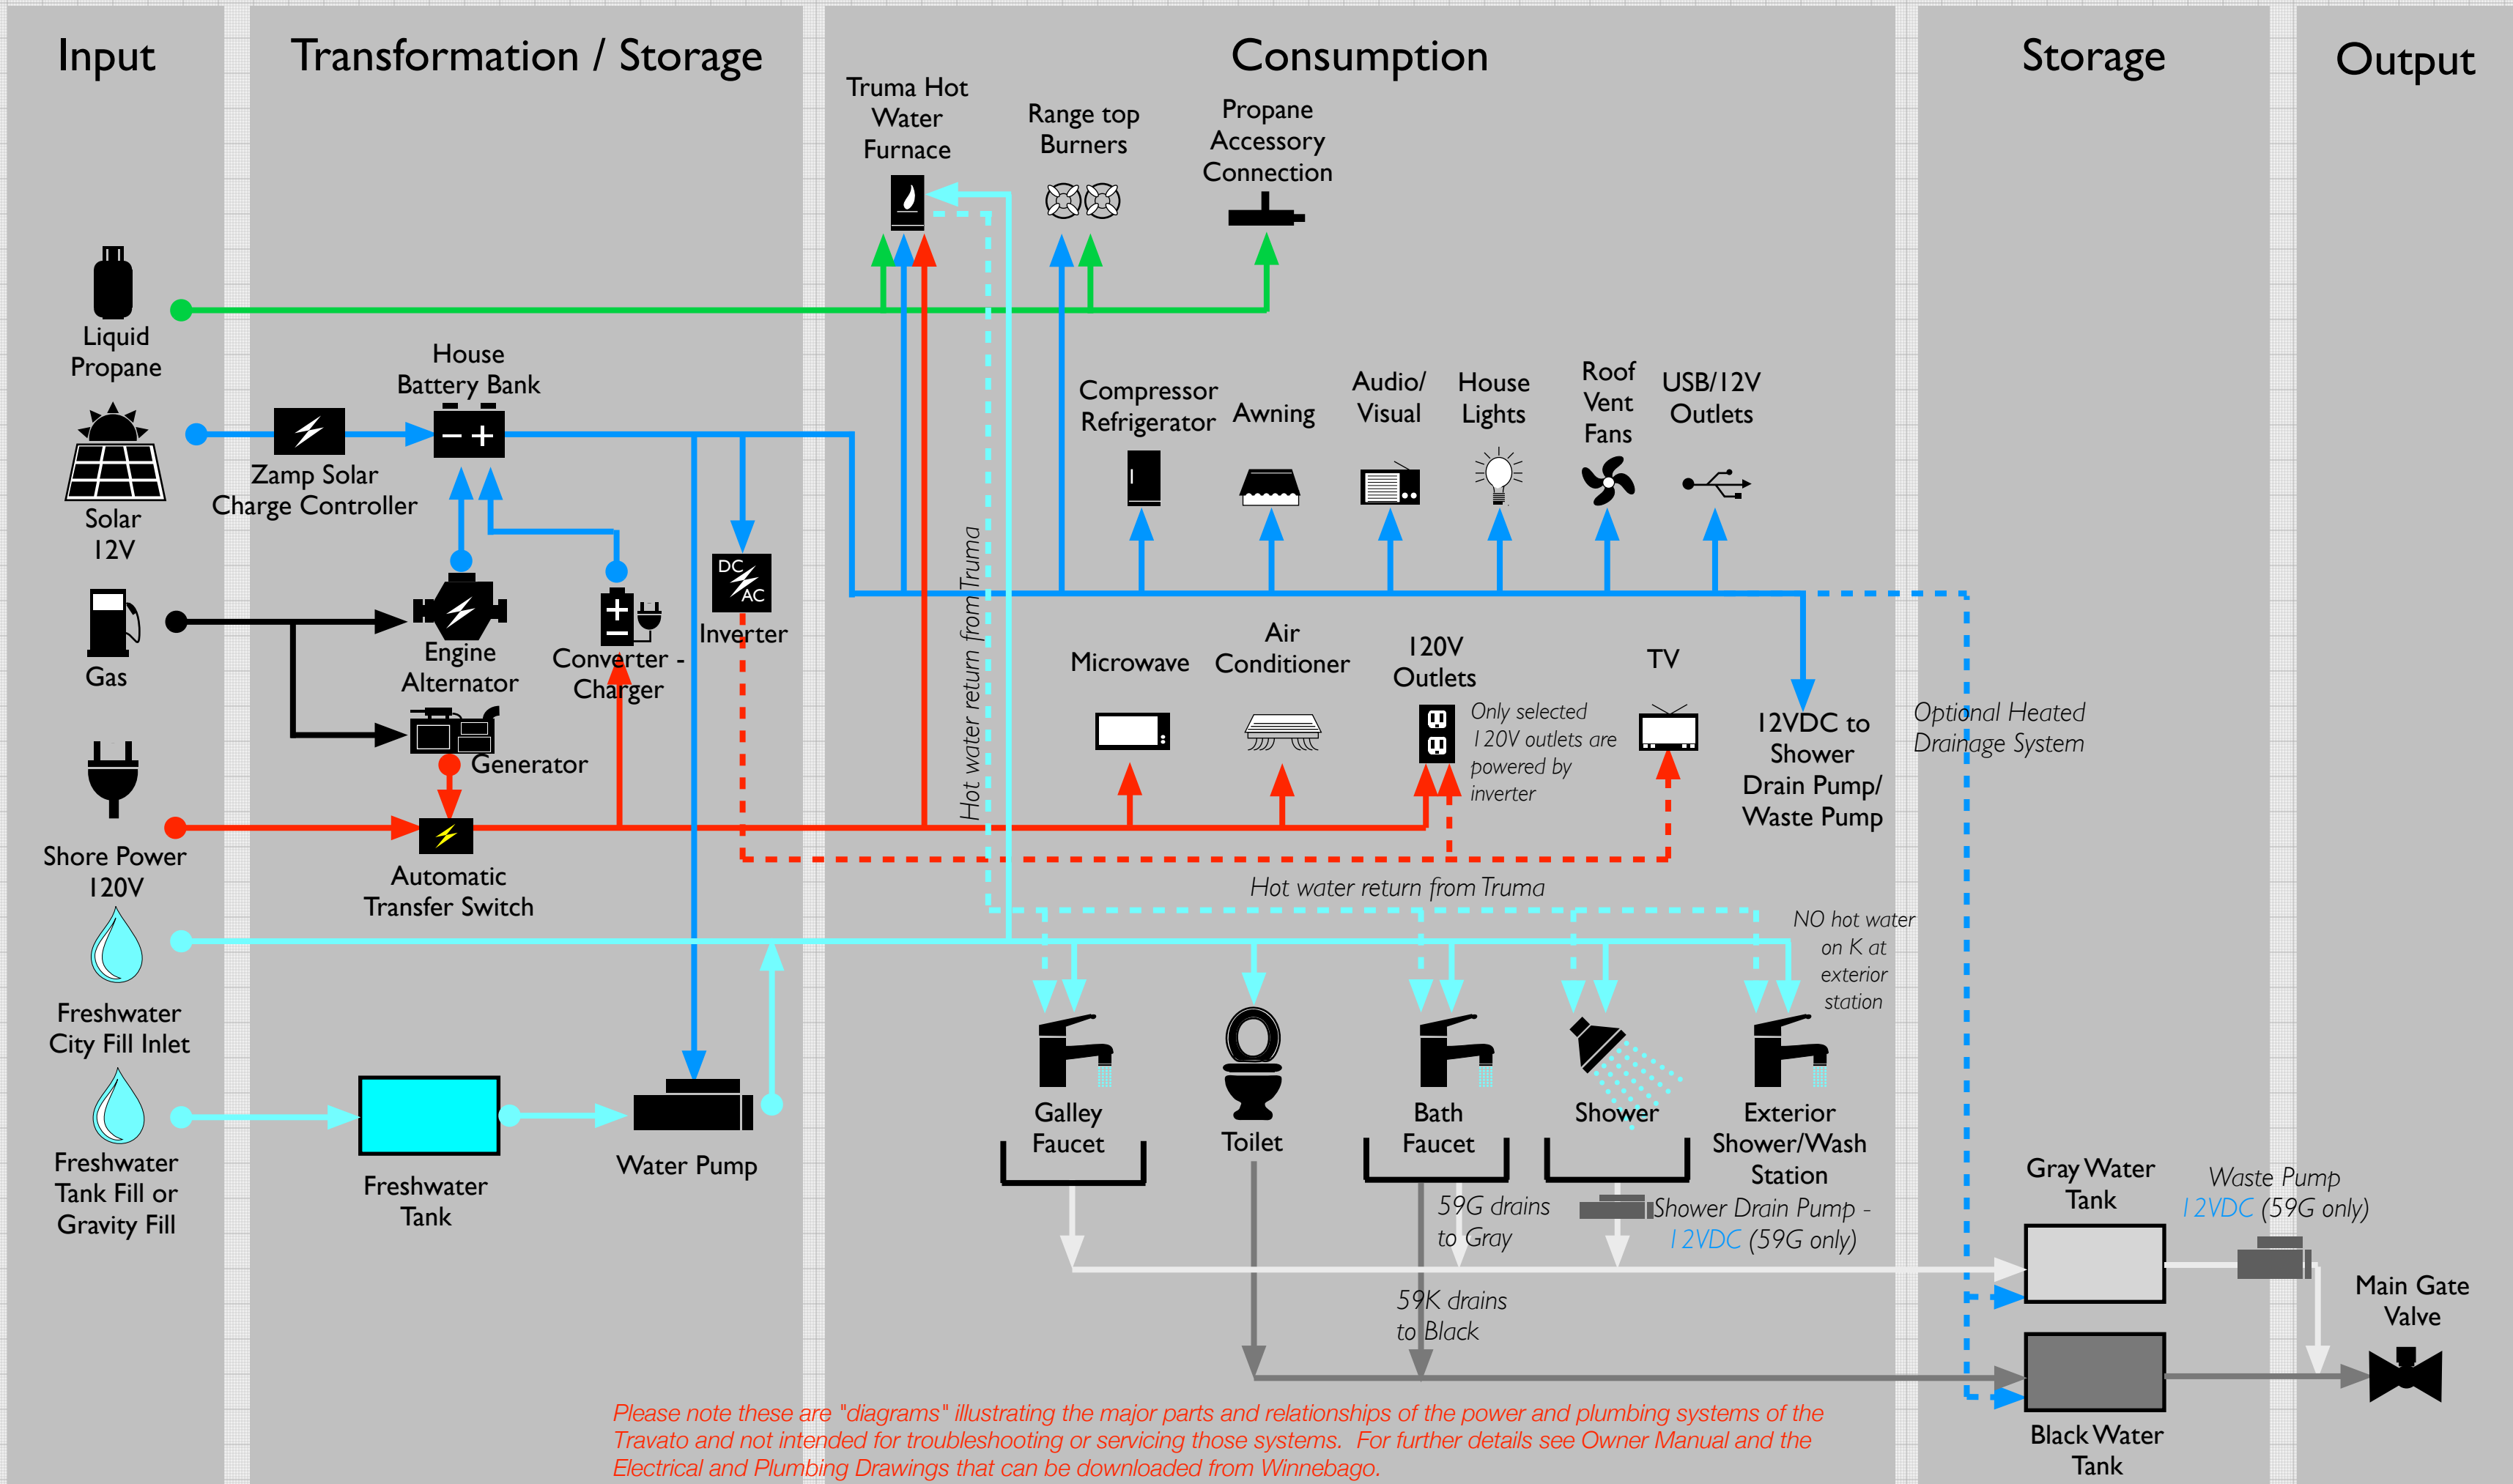 Input
Transformation / Storage
Consumption
Storage
Output
Truma Hot
Water
Furnace
Range top
Burners
Propane
Accessory
Connection
Liquid
Propane
House
Battery Bank
Zamp Solar
Charge Controller
Solar
12V
Compressor
Refrigerator
Awning
Audio/
Visual
House
Lights
Roof
Vent
Fans
USB/12V
Outlets
Gas
Engine
Alternator
Converter -
Charger
DC
AC
Inverter
Generator
Hot water return from Truma
Microwave
Air
Conditioner
120V
Outlets
Only selected
120V outlets are
powered by
inverter
TV
12VDC to
Shower
Drain Pump/
Waste Pump
Optional Heated
Drainage System
Shore Power
120V
Automatic
Transfer Switch
Hot water return from Truma
NO hot water
on K at
exterior
station
Freshwater
City Fill Inlet
Freshwater
Tank Fill or
Gravity Fill
Freshwater
Tank
Water Pump
Galley
Faucet
Toilet
Bath
Faucet
Shower
Exterior
Shower/Wash
Station
59G drains
to Gray
Shower Drain Pump -
12VDC (59G only)
59K drains
to Black
Gray Water
Tank
Waste Pump
12VDC (59G only)
Main Gate
Valve
Black Water
Tank
Please note these are "diagrams" illustrating the major parts and relationships of the power and plumbing systems of the
Travato and not intended for troubleshooting or servicing those systems.  For further details see Owner Manual and the
Electrical and Plumbing Drawings that can be downloaded from Winnebago.